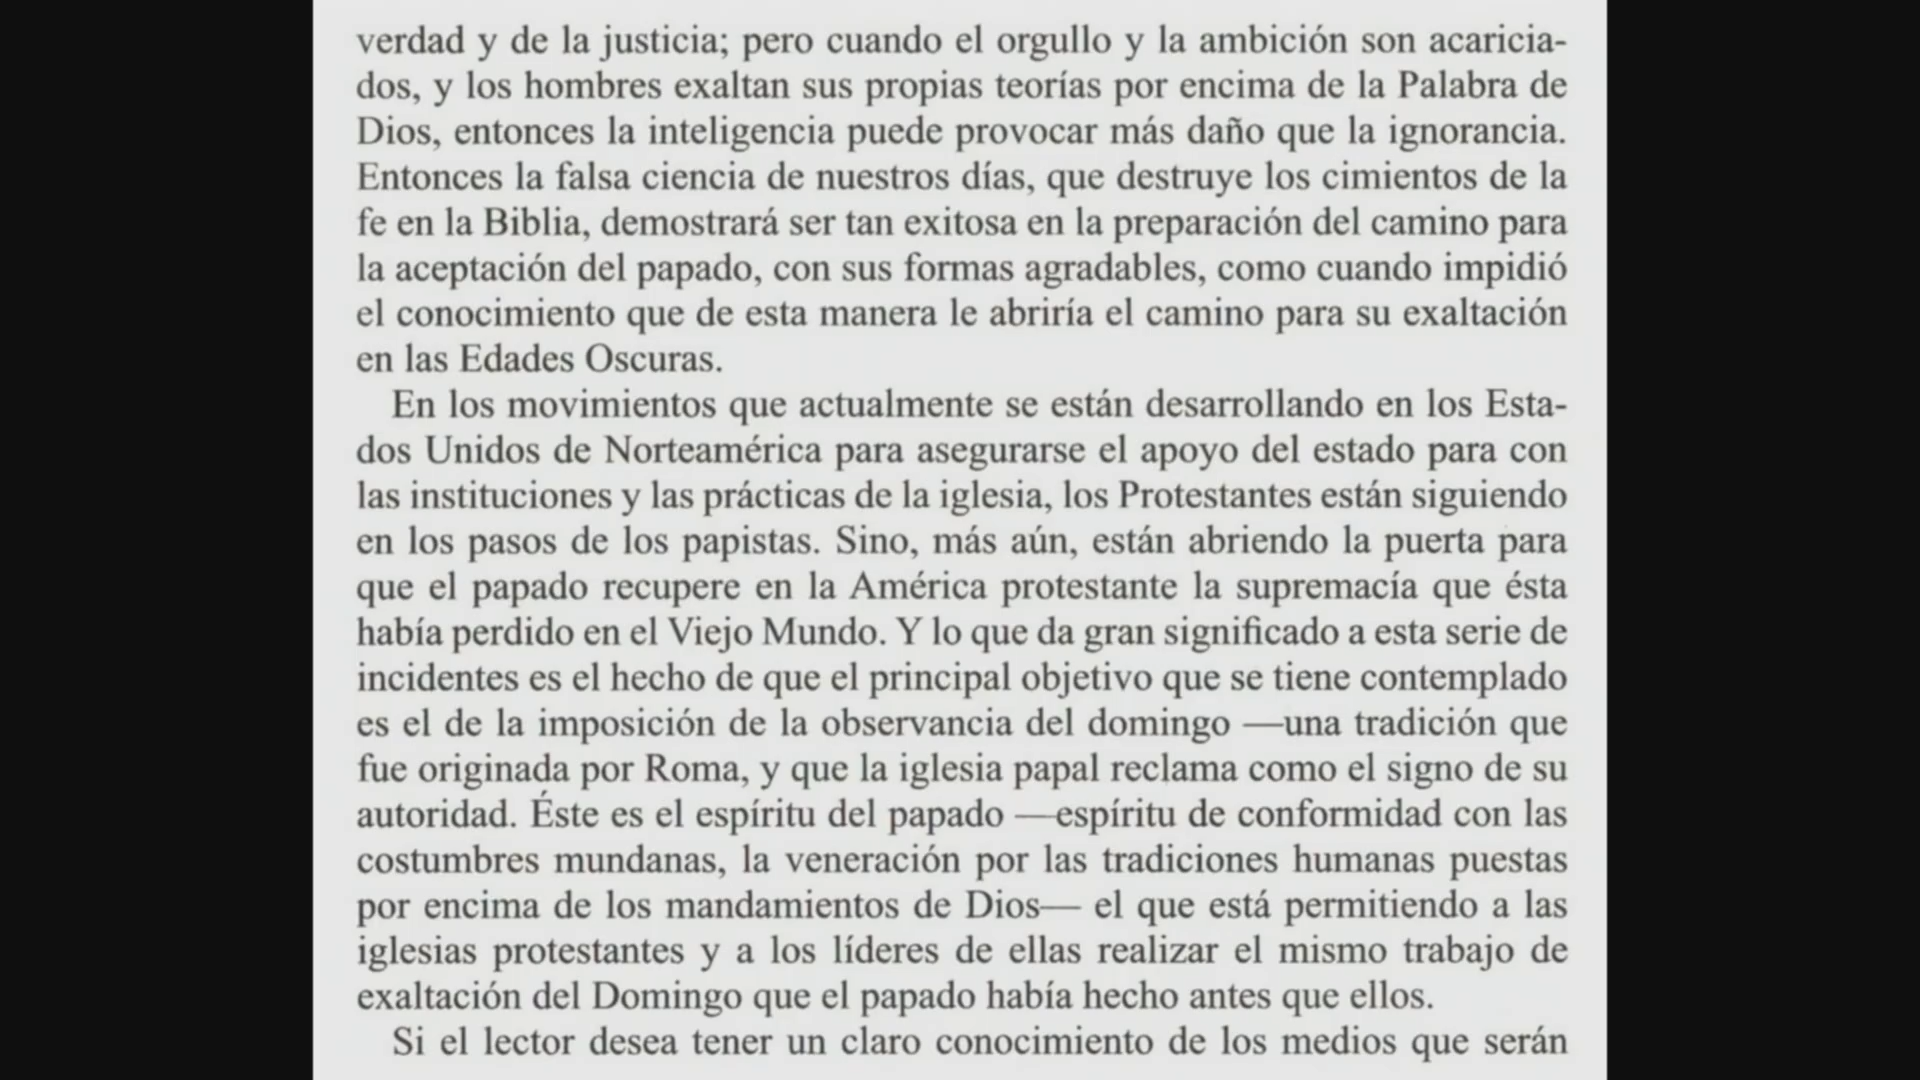 verdad y de la justicia; pero cuando el orgullo y la ambición son acaricia-
dos, y los hombres exaltan sus propias teorías por encima de la Palabra de
Dios, entonces la inteligencia puede provocar más daño que la ignorancia.
Entonces la falsa ciencia de nuestros días, que destruye los cimientos de la
fe en la Biblia, demostrará ser tan exitosa en la preparación del camino para
la aceptación del papado, con sus formas agradables, como cuando impidió
el conocimiento que de esta manera le abriría el camino para su exaltación
en las Edades Oscuras.
En los movimientos que actualmente se están desarrollando en los Esta-
dos Unidos de Norteamérica para asegurarse el apoyo del estado para con
las instituciones y las prácticas de la iglesia, los Protestantes están siguiendo
en los pasos de los papistas. Sino, más aún, están abriendo la puerta para
que el papado recupere en la América protestante la supremacía que ésta
había perdido en el Viejo Mundo. Y lo que da gran significado a esta serie de
incidentes es el hecho de que el principal objetivo que se tiene contemplado
es el de la imposición de la observancia del domingo —una tradición que
fue originada por Roma, y que la iglesia papal reclama como el signo de su
autoridad. Éste es el espíritu del papado —espíritu de conformidad con las
costumbres mundanas, la veneración por las tradiciones humanas puestas
por encima de los mandamientos de Dios— el que está permitiendo a las
iglesias protestantes y a los líderes de ellas realizar el mismo trabajo de
exaltación del Domingo que el papado había hecho antes que ellos.
Si el lector desea tener un claro conocimiento de los medios que serán